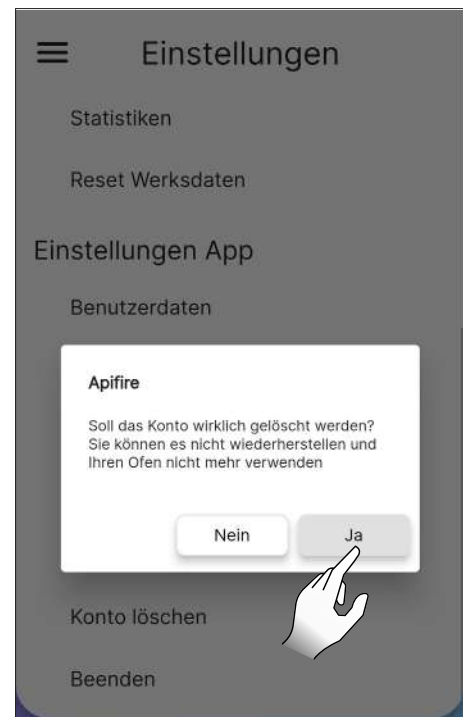 Einstellungen
Statistiken
Reset Werksdaten
Einstellungen App
Benutzerdaten
Apifire
Soll das Konto wirklich gelöscht werden?
Sie können es nicht wiederherstellen und
Ihren Ofen nicht mehr verwenden
Nein
Ja
Konto löschen
Beenden